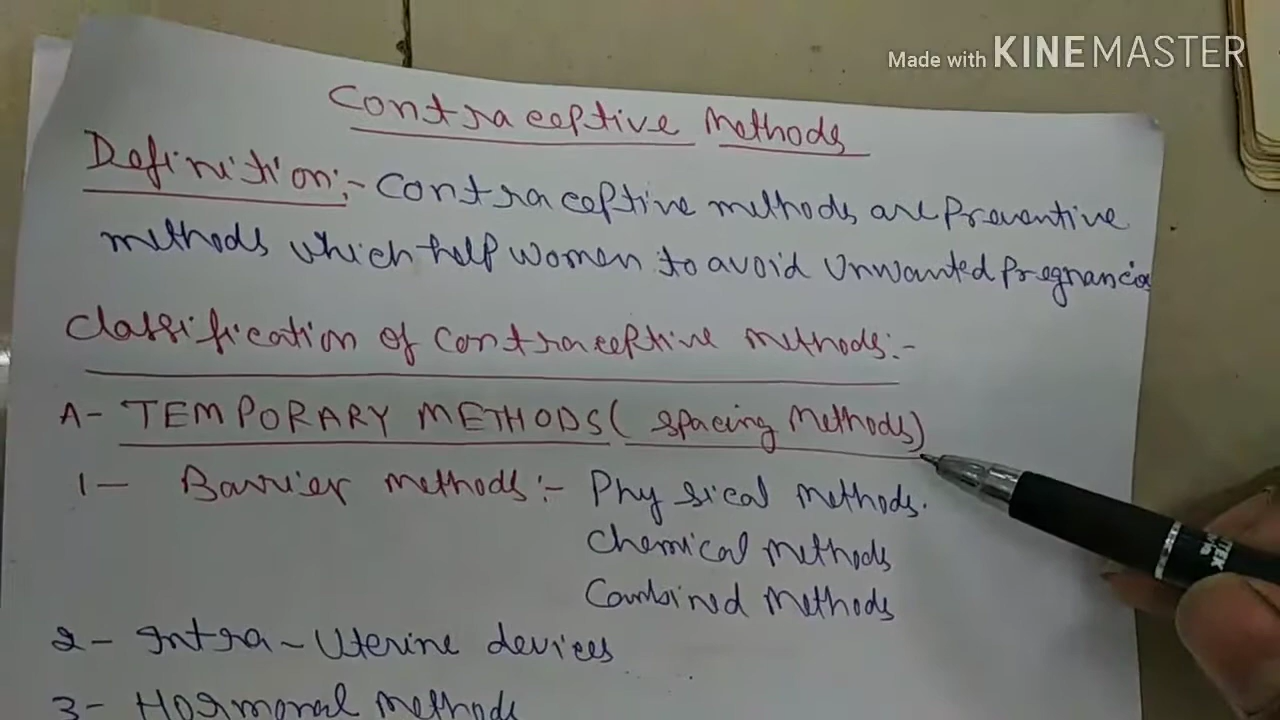 Made with KINEMASTER
Contraceptive Methods
Definition:- Contraceptive methods are Preventive
methods which help women to avoid Unwanted Pregnancies
Classification of Contraceptive Methods:-
A- TEMPORARY METHODS (Spacing Methods)
1- Barrier methods:- Physical Methods.
Chemical Methods
Combined Methods
2- Intra-Uterine devices
3- Hormonal Methods